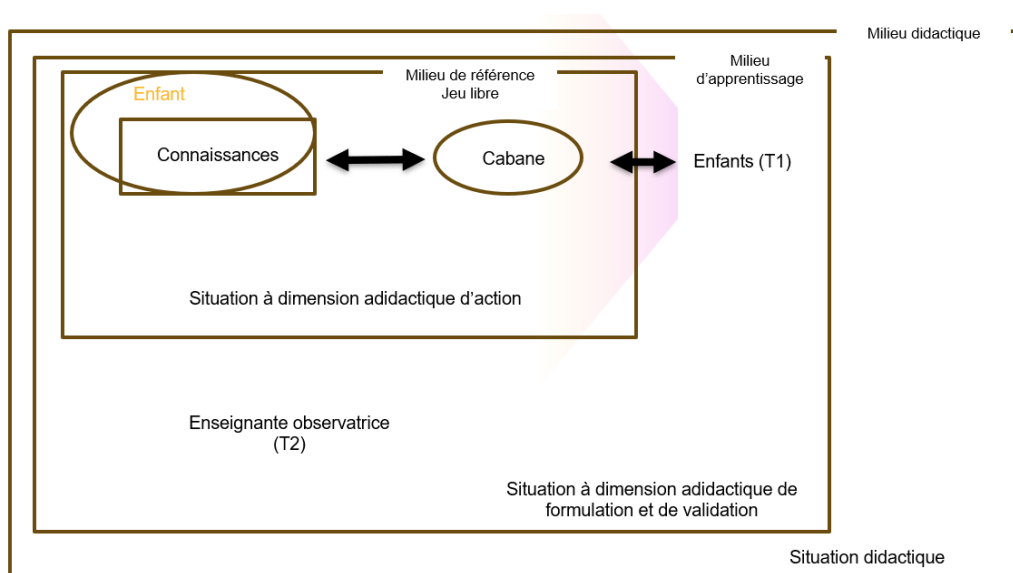 Milieu didactique
Milieu
d’apprentissage
Milieu de référence
Jeu libre
Enfant
Connaissances
Cabane
Enfants (T1)
Situation à dimension adidactique d’action
Enseignante observatrice
(T2)
Situation à dimension adidactique de
formulation et de validation
Situation didactique